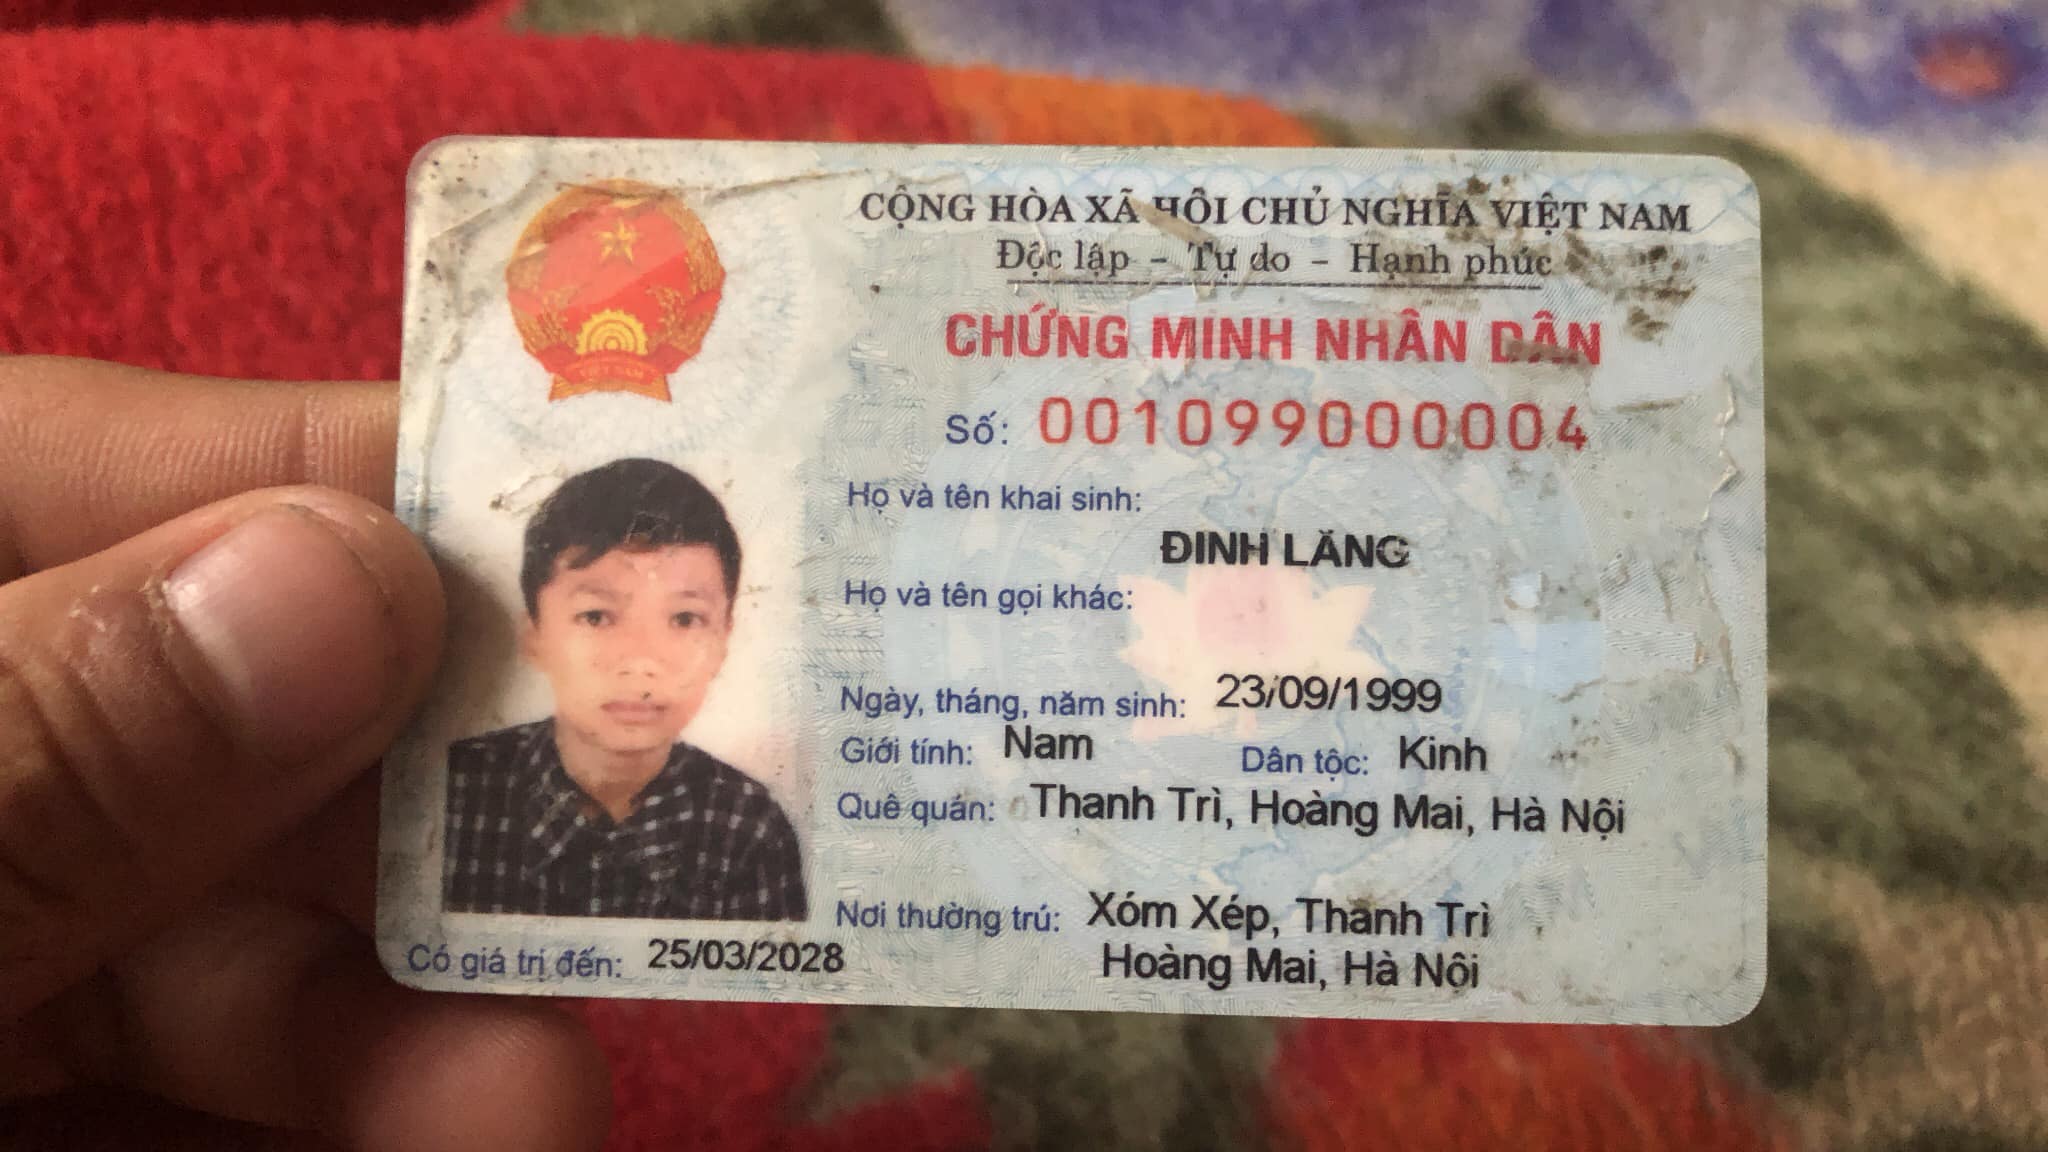 CỘNG HÒA XÃ HỘI CHỦ NGHĨA VIỆT NAM
Độc lập - Tự do - Hạnh phúc
CHỨNG MINH NHÂN DÂN
Số: 001099000004
Họ và tên khai sinh:
ĐINH LĂNG
Họ và tên gọi khác:
Ngày, tháng, năm sinh: 23/09/1999
Giới tính: Nam Dân tộc: Kinh
Quê quán: Thanh Trì, Hoàng Mai, Hà Nội
Nơi thường trú: Xóm Xép, Thanh Trì
Hoàng Mai, Hà Nội
Có giá trị đến: 25/03/2028
VIỆT NAM